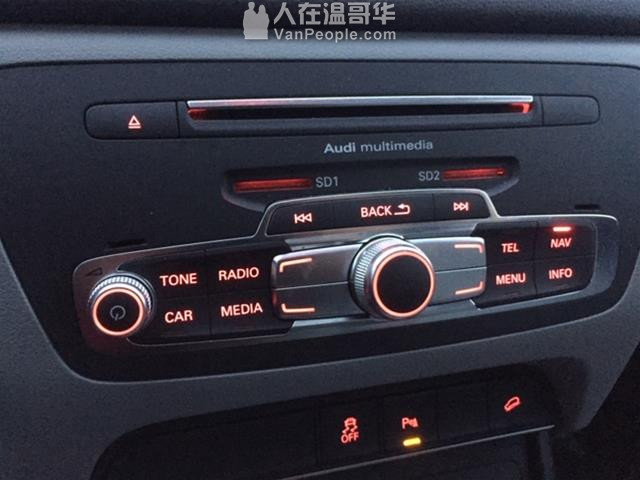 人在温哥华
VanPeople.com
Audi multimedia
SD1 SD2
BACK
TONE RADIO TEL NAV
CAR MEDIA MENU INFO
OFF P